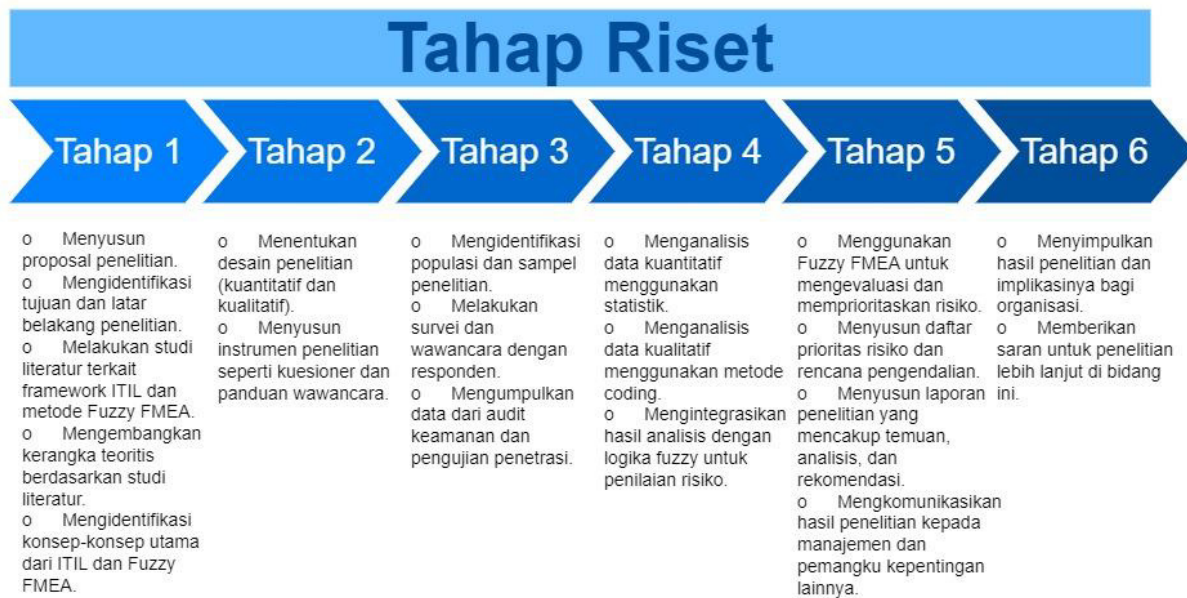 Tahap Riset
Tahap 1
Tahap 2
Tahap 3
Tahap 4
Tahap 5
Tahap 6
o Menyusun
proposal penelitian.
o Mengidentifikasi
tujuan dan latar
belakang penelitian.
o Melakukan studi
literatur terkait
framework ITIL dan
metode Fuzzy FMEA.
o Mengembangkan
kerangka teoritis
berdasarkan studi
literatur.
o Mengidentifikasi
konsep-konsep utama
dari ITIL dan Fuzzy
FMEA.
o Menentukan
desain penelitian
(kuantitatif dan
kualitatif).
o Menyusun
instrumen penelitian
seperti kuesioner dan
panduan wawancara.
o Mengidentifikasi
populasi dan sampel
penelitian.
o Melakukan
survei dan
wawancara dengan
responden.
o Mengumpulkan
data dari audit
keamanan dan
pengujian penetrasi.
o Menganalisis
data kuantitatif
menggunakan
statistik.
o Menganalisis
data kualitatif
menggunakan metode
coding.
o Mengintegrasikan
hasil analisis dengan
logika fuzzy untuk
penilaian risiko.
o Menggunakan
Fuzzy FMEA untuk
mengevaluasi dan
memprioritaskan risiko.
o Menyusun daftar
prioritas risiko dan
rencana pengendalian.
o Menyusun laporan
penelitian yang
mencakup temuan,
analisis, dan
rekomendasi.
o Mengkomunikasikan
hasil penelitian kepada
manajemen dan
pemangku kepentingan
lainnya.
o Menyimpulkan
hasil penelitian dan
implikasinya bagi
organisasi.
o Memberikan
saran untuk penelitian
lebih lanjut di bidang
ini.